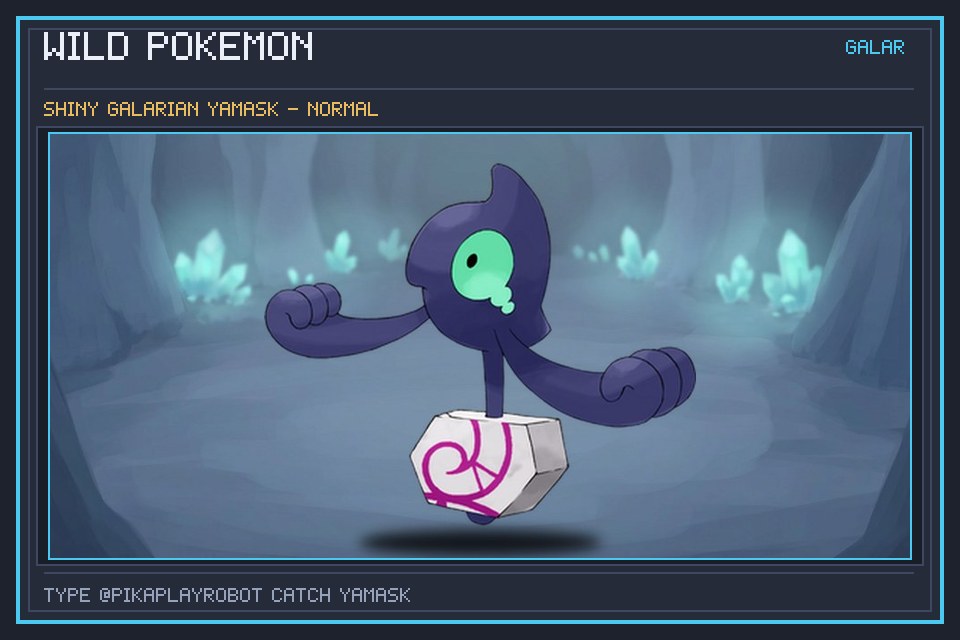 WILD POKEMON
GALAR
SHINY GALARIAN YAMASK - NORMAL
TYPE @PIKAPLAYROBOT CATCH YAMASK